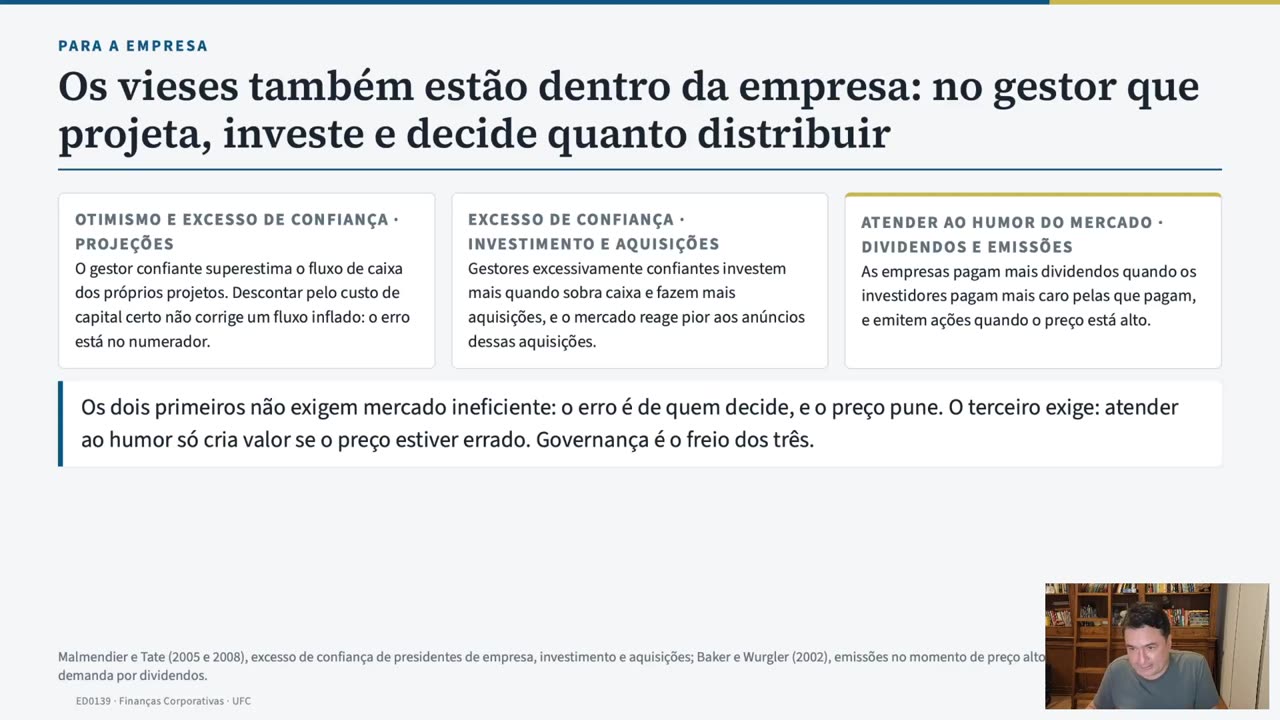 PARA A EMPRESA
Os vieses também estão dentro da empresa: no gestor que
projeta, investe e decide quanto distribuir
OTIMISMO E EXCESSO DE CONFIANÇA ·
PROJEÇÕES
O gestor confiante superestima o fluxo de caixa
dos próprios projetos. Descontar pelo custo de
capital certo não corrige um fluxo inflado: o erro
está no numerador.
EXCESSO DE CONFIANÇA ·
INVESTIMENTO E AQUISIÇÕES
Gestores excessivamente confiantes investem
mais quando sobra caixa e fazem mais
aquisições, e o mercado reage pior aos anúncios
dessas aquisições.
ATENDER AO HUMOR DO MERCADO ·
DIVIDENDOS E EMISSÕES
As empresas pagam mais dividendos quando os
investidores pagam mais caro pelas que pagam,
e emitem ações quando o preço está alto.
Os dois primeiros não exigem mercado ineficiente: o erro é de quem decide, e o preço pune. O terceiro exige: atender
ao humor só cria valor se o preço estiver errado. Governança é o freio dos três.
Malmendier e Tate (2005 e 2008), excesso de confiança de presidentes de empresa, investimento e aquisições; Baker e Wurgler (2002), emissões no momento de preço alto
demanda por dividendos.
ED0139 · Finanças Corporativas · UFC